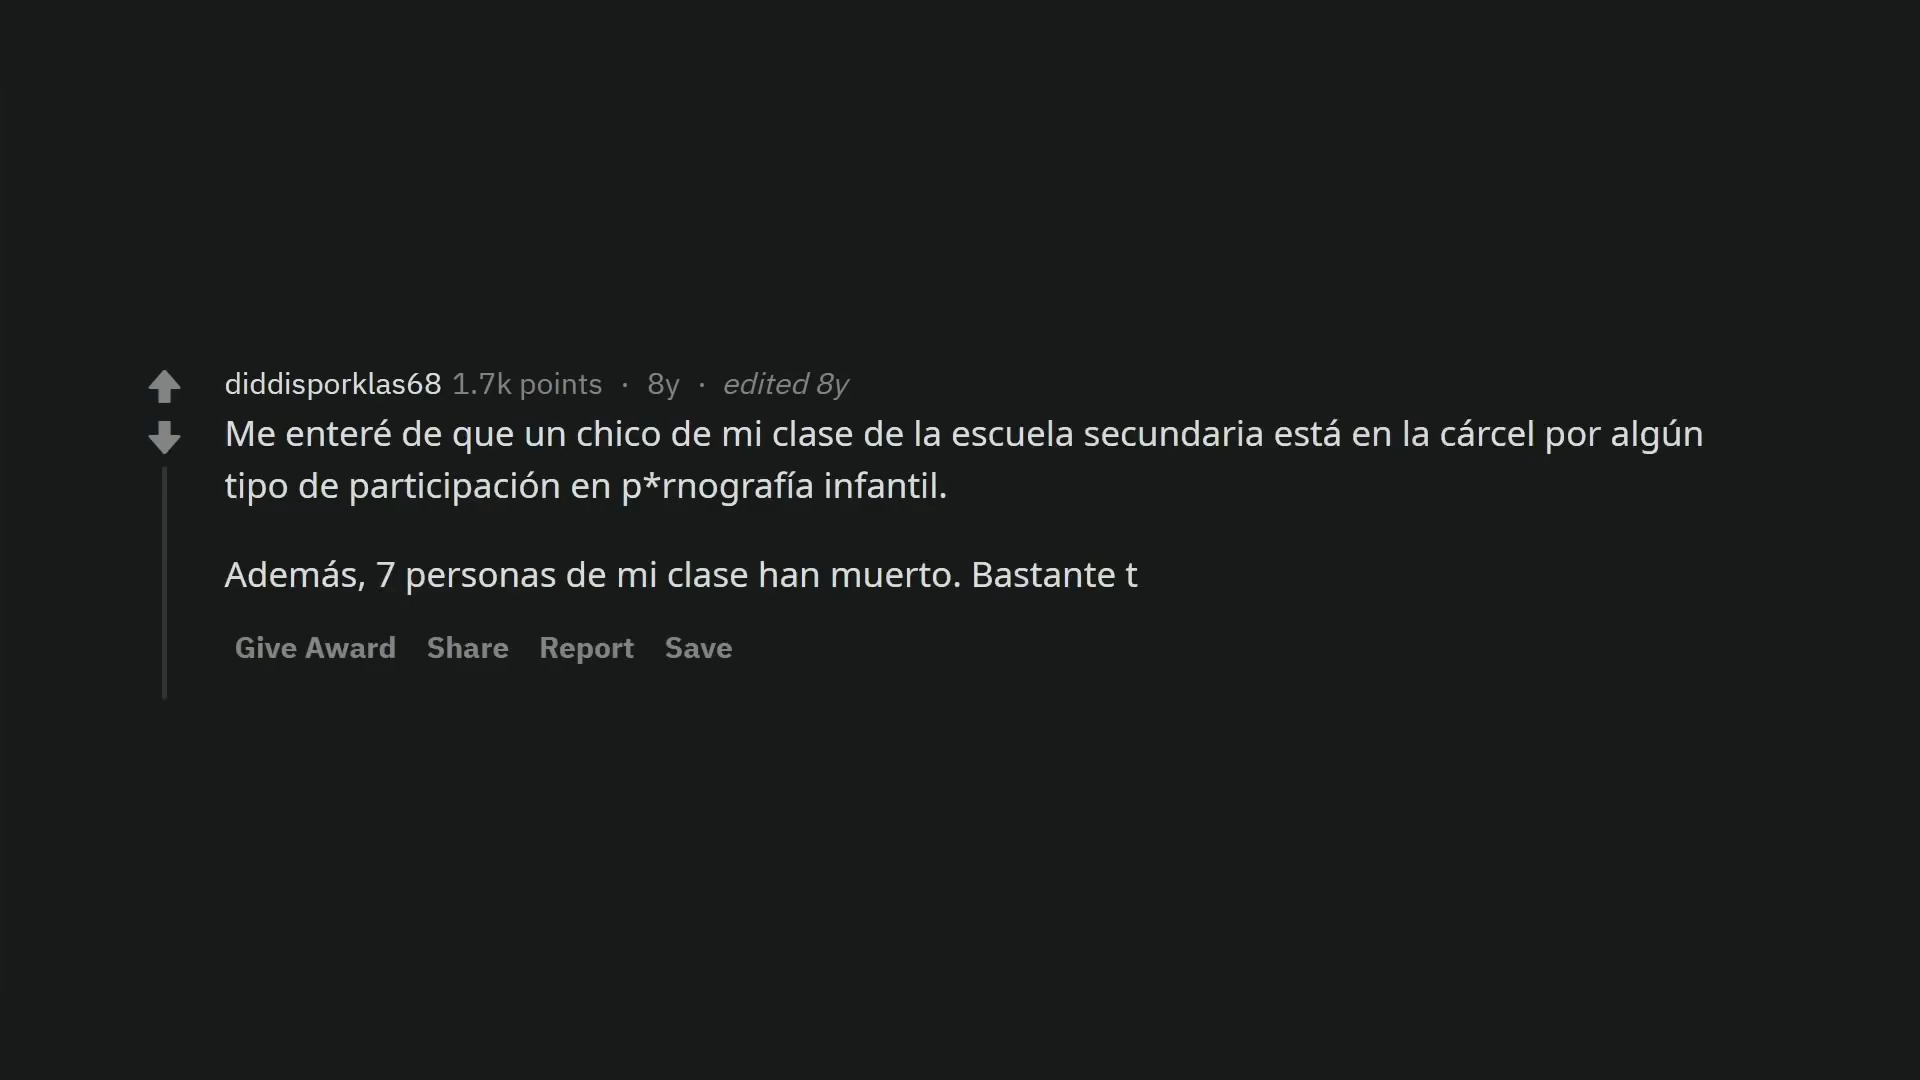 diddisporklas68 1.7k points · 8y · edited 8y
Me enteré de que un chico de mi clase de la escuela secundaria está en la cárcel por algún
tipo de participación en p*rnografía infantil.
Además, 7 personas de mi clase han muerto. Bastante t
Give Award Share Report Save